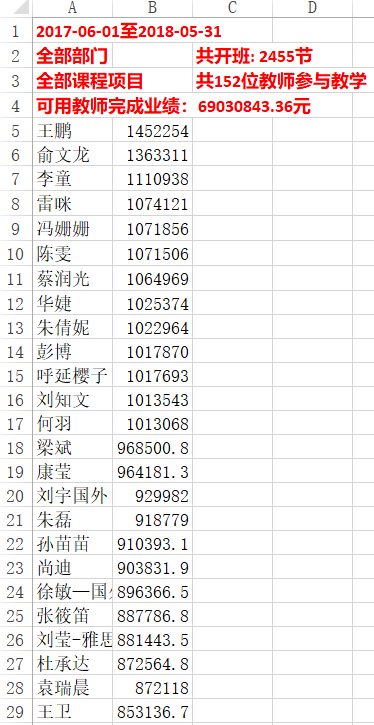 A B C D
1 2017-06-01至2018-05-31
2 全部部门 共开班: 2455节
3 全部课程项目 共152位教师参与教学
4 可用教师完成业绩：69030843.36元
5 王鹏 1452254
6 俞文龙 1363311
7 李童 1110938
8 雷咪 1074121
9 冯姗姗 1071856
10 陈雯 1071506
11 蔡润光 1064969
12 华婕 1025374
13 朱倩妮 1022964
14 彭博 1017870
15 呼延樱子 1017693
16 刘知文 1013543
17 何羽 1013068
18 梁斌 968500.8
19 康莹 964181.3
20 刘宇国外 929982
21 朱磊 918779
22 孙苗苗 910393.1
23 尚迪 903831.9
24 徐敏—国 896366.5
25 张筱笛 887786.8
26 刘莹-雅思 881443.5
27 杜承达 872564.8
28 袁瑞晨 872118
29 王卫 853136.7